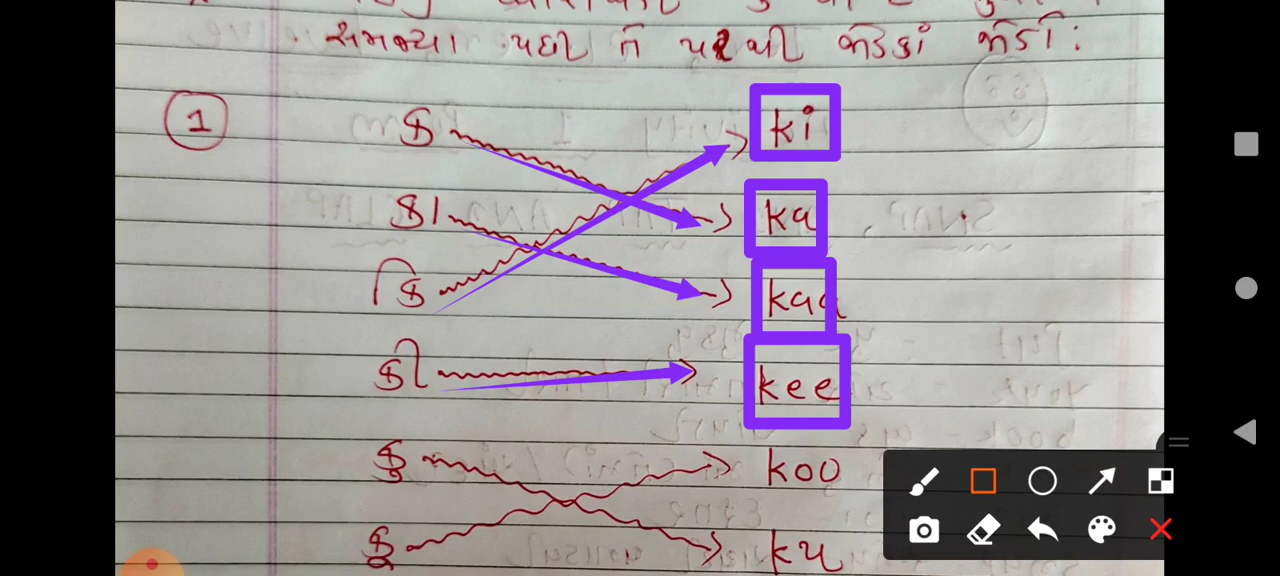 સમજ્યા પછી તે પરથી જોડકાં જોડો :
1
ક ki
કા ka
કિ kaa
કી kee
કુ koo
કૂ ku